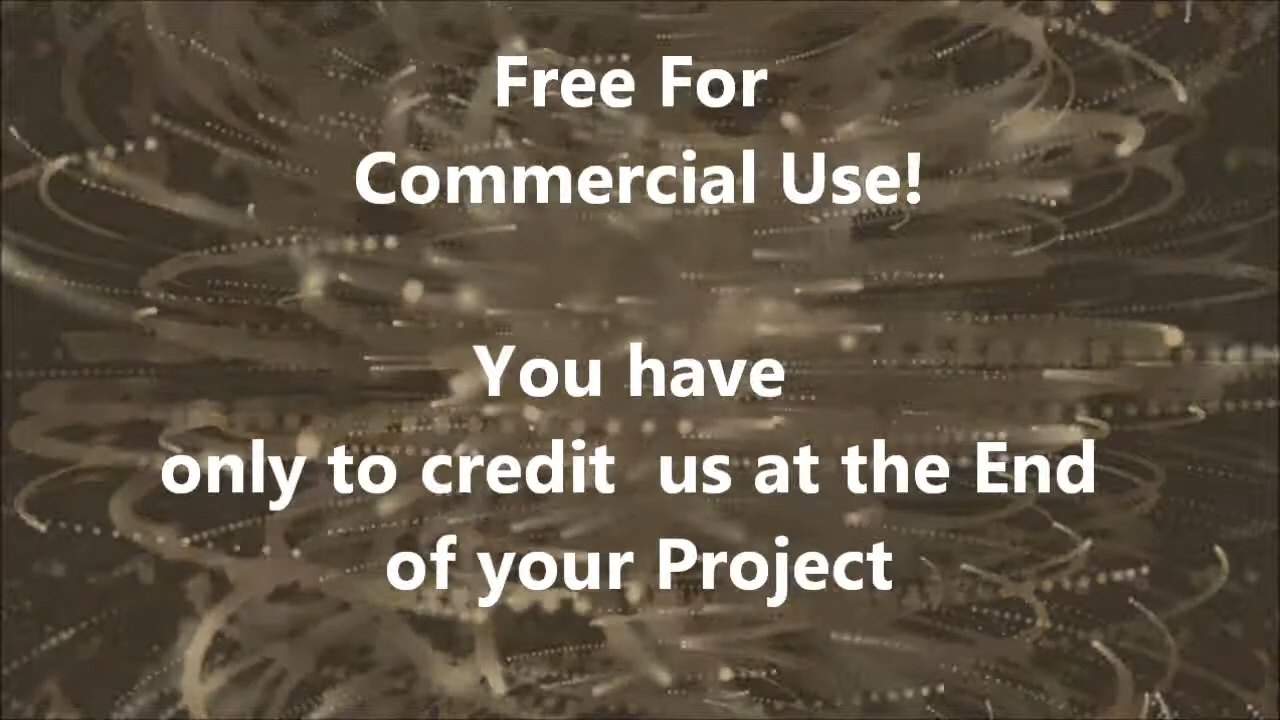 Free For
Commercial Use!
You have
only to credit  us at the End
of your Project